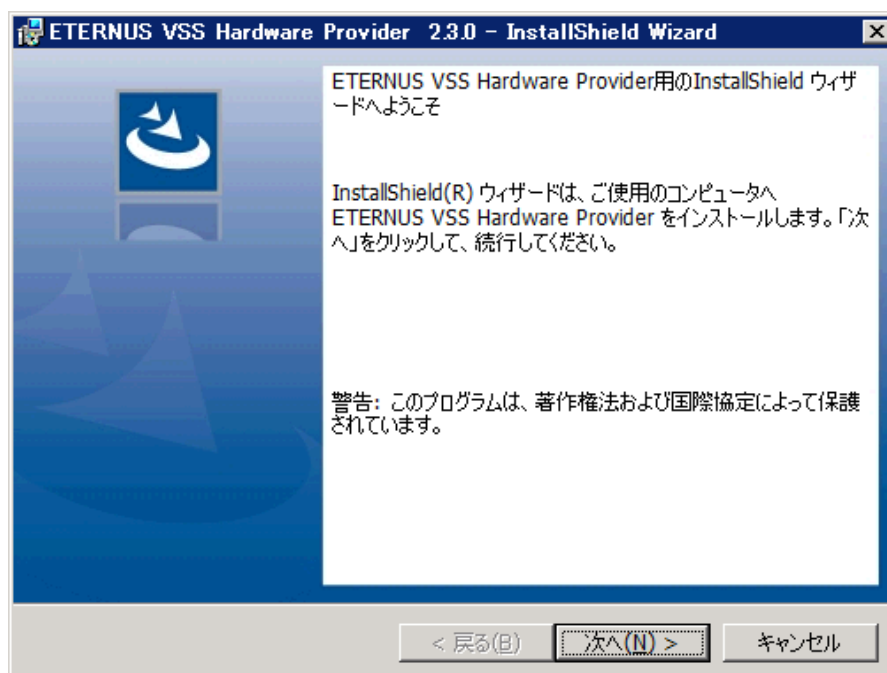 ETERNUS VSS Hardware Provider 2.3.0 - InstallShield Wizard
ETERNUS VSS Hardware Provider用のInstallShield ウィザ
ードへようこそ
InstallShield(R) ウィザードは、ご使用のコンピュータへ
ETERNUS VSS Hardware Provider をインストールします。「次
へ」をクリックして、続行してください。
警告: このプログラムは、著作権法および国際協定によって保護
されています。
< 戻る(B)
次へ(N) >
キャンセル